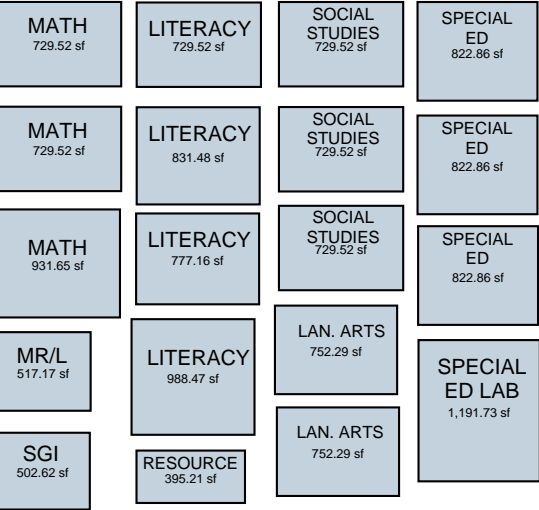 MATH
729.52 sf
LITERACY
729.52 sf
SOCIAL
STUDIES
729.52 sf
SPECIAL
ED
822.86 sf
MATH
729.52 sf
LITERACY
831.48 sf
SOCIAL
STUDIES
729.52 sf
SPECIAL
ED
822.86 sf
MATH
931.65 sf
LITERACY
777.16 sf
SOCIAL
STUDIES
729.52 sf
SPECIAL
ED
822.86 sf
MR/L
517.17 sf
LITERACY
988.47 sf
LAN. ARTS
752.29 sf
SPECIAL
ED LAB
1,191.73 sf
SGI
502.62 sf
RESOURCE
395.21 sf
LAN. ARTS
752.29 sf